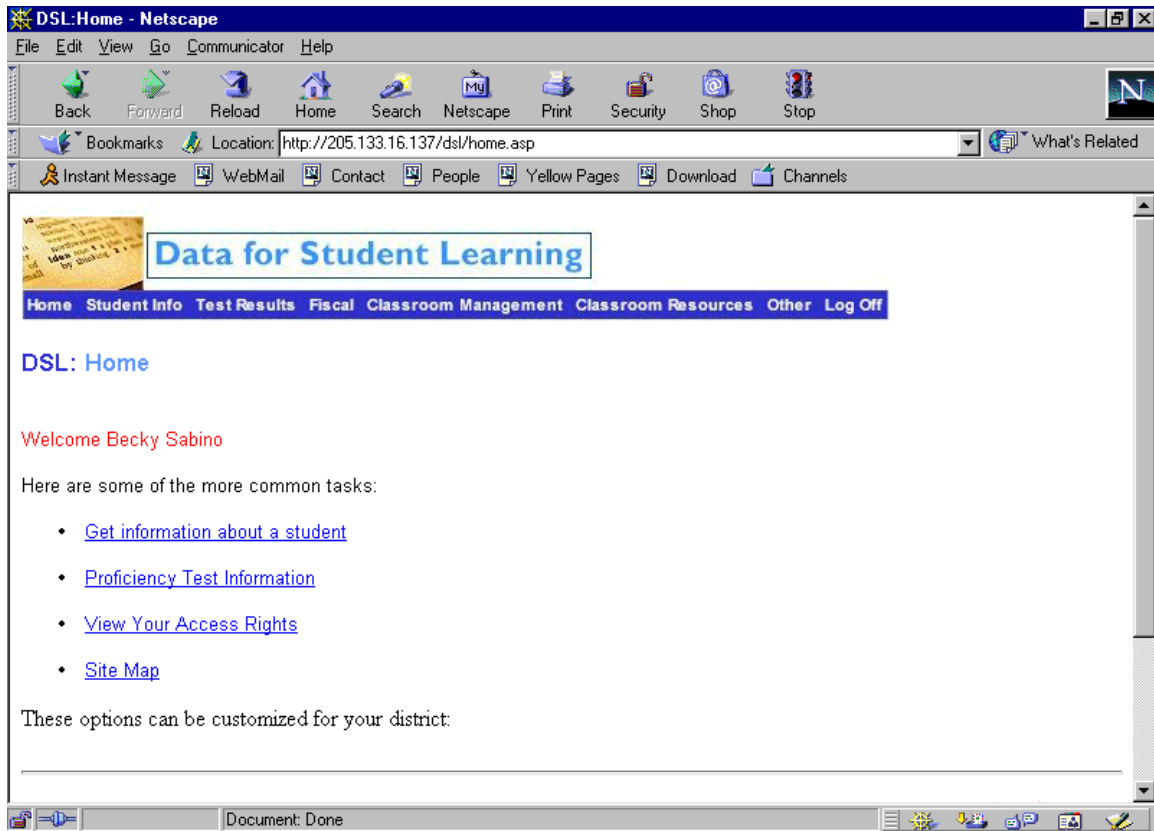 DSL:Home - Netscape
File Edit View Go Communicator Help
Back Forward Reload Home Search Netscape Print Security Shop Stop
My
N
Bookmarks Location: http://205.133.16.137/dsl/home.asp What's Related
Instant Message WebMail Contact People Yellow Pages Download Channels
idea
by thinking
Data for Student Learning
Home Student Info Test Results Fiscal Classroom Management Classroom Resources Other Log Off
DSL: Home
Welcome Becky Sabino
Here are some of the more common tasks:
• Get information about a student
• Proficiency Test Information
• View Your Access Rights
• Site Map
These options can be customized for your district:
Document: Done